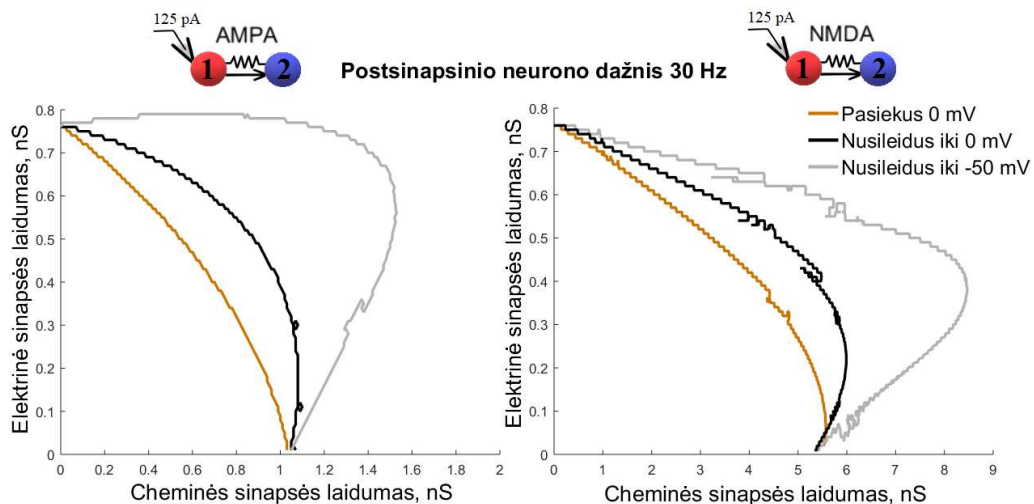 125 pA
AMPA
1
2
Postsinapsinio neurono dažnis 30 Hz
125 pA
NMDA
1
2
Elektrinė sinapsės laidumas, nS
0.8
0.7
0.6
0.5
0.4
0.3
0.2
0.1
0
0 0.2 0.4 0.6 0.8 1 1.2 1.4 1.6 1.8 2
Cheminės sinapsės laidumas, nS
Pasiekus 0 mV
Nusileidus iki 0 mV
Nusileidus iki -50 mV
Elektrinė sinapsės laidumas, nS
0.8
0.7
0.6
0.5
0.4
0.3
0.2
0.1
0
0 1 2 3 4 5 6 7 8 9
Cheminės sinapsės laidumas, nS